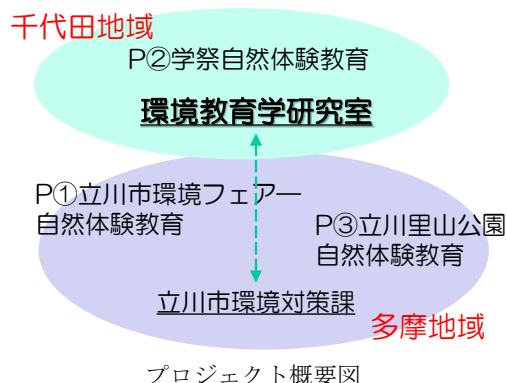 千代田地域
P②学祭自然体験教育
環境教育学研究室
P①立川市環境フェアー
自然体験教育
P③立川里山公園
自然体験教育
立川市環境対策課
多摩地域
プロジェクト概要図